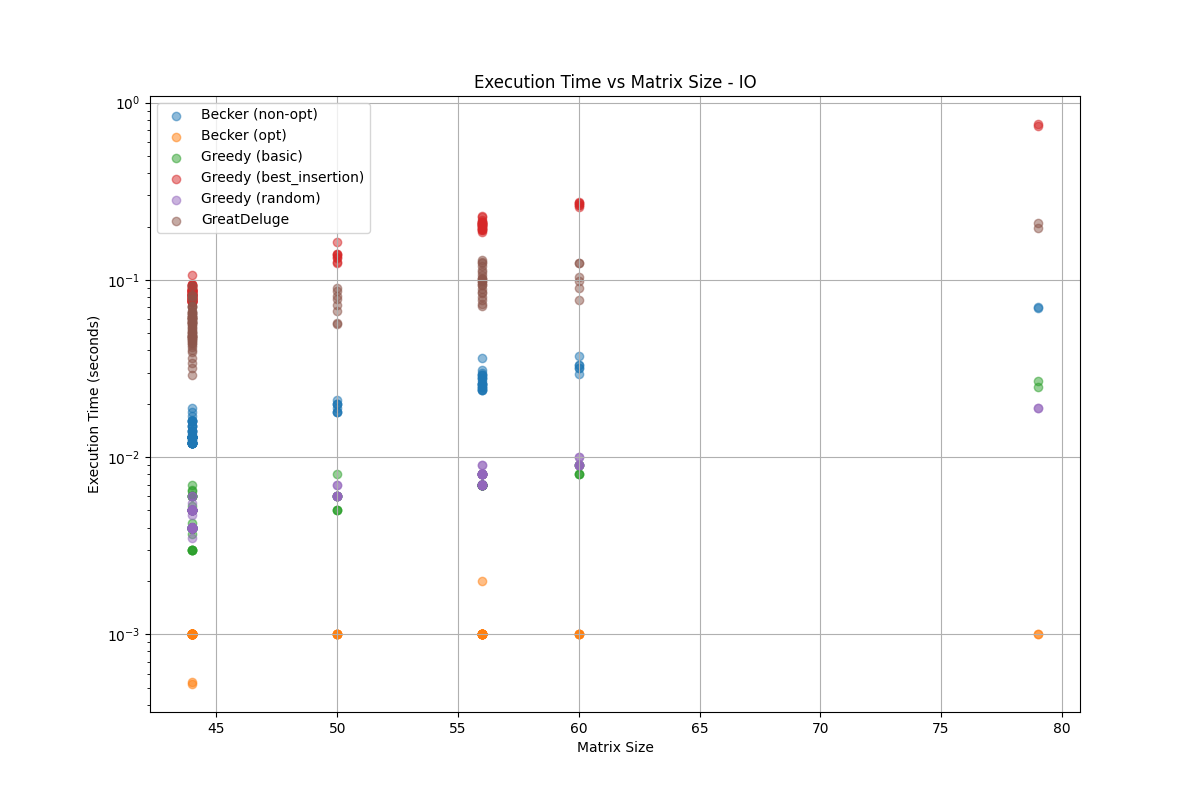 Execution Time vs Matrix Size - IO
Becker (non-opt)
Becker (opt)
Greedy (basic)
Greedy (best_insertion)
Greedy (random)
GreatDeluge
Execution Time (seconds)
10⁰
10⁻¹
10⁻²
10⁻³
45 50 55 60 65 70 75 80
Matrix Size